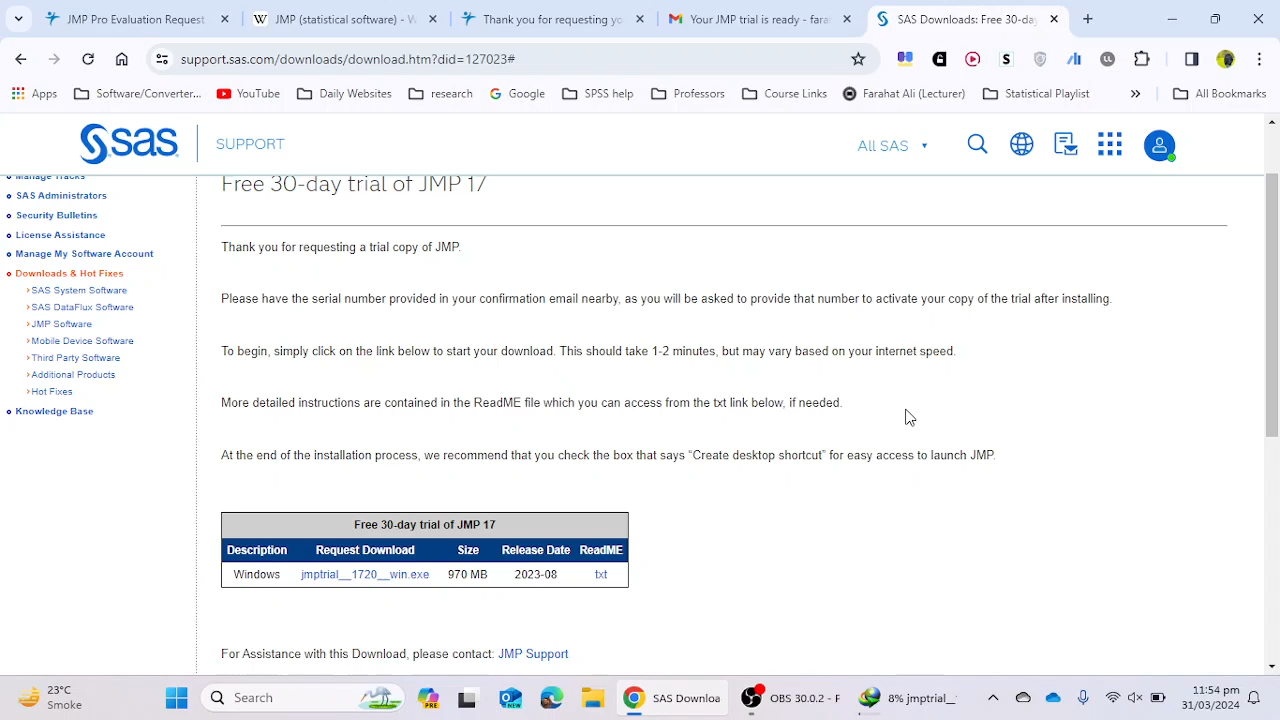 JMP Pro Evaluation Request
JMP (statistical software) - W
Thank you for requesting yo
Your JMP trial is ready - farah
SAS Downloads: Free 30-day
support.sas.com/downloads/download.htm?did=127023#
Apps
Software/Converter...
YouTube
Daily Websites
research
Google
SPSS help
Professors
Course Links
Farahat Ali (Lecturer)
Statistical Playlist
»
All Bookmarks
sas
SUPPORT
All SAS
Manage Tracks
SAS Administrators
Security Bulletins
License Assistance
Manage My Software Account
Downloads & Hot Fixes
SAS System Software
SAS DataFlux Software
JMP Software
Mobile Device Software
Third Party Software
Additional Products
Hot Fixes
Knowledge Base
Free 30-day trial of JMP 17
Thank you for requesting a trial copy of JMP.
Please have the serial number provided in your confirmation email nearby, as you will be asked to provide that number to activate your copy of the trial after installing.
To begin, simply click on the link below to start your download. This should take 1-2 minutes, but may vary based on your internet speed.
More detailed instructions are contained in the ReadME file which you can access from the txt link below, if needed.
At the end of the installation process, we recommend that you check the box that says “Create desktop shortcut” for easy access to launch JMP.
Free 30-day trial of JMP 17
Description Request Download Size Release Date ReadME
Windows jmptrial__1720__win.exe 970 MB 2023-08 txt
For Assistance with this Download, please contact: JMP Support
23°C
Smoke
Search
PRE
NEW
SAS Downloa
OBS 30.0.2 - P
8% jmptrial_
11:54 pm
31/03/2024